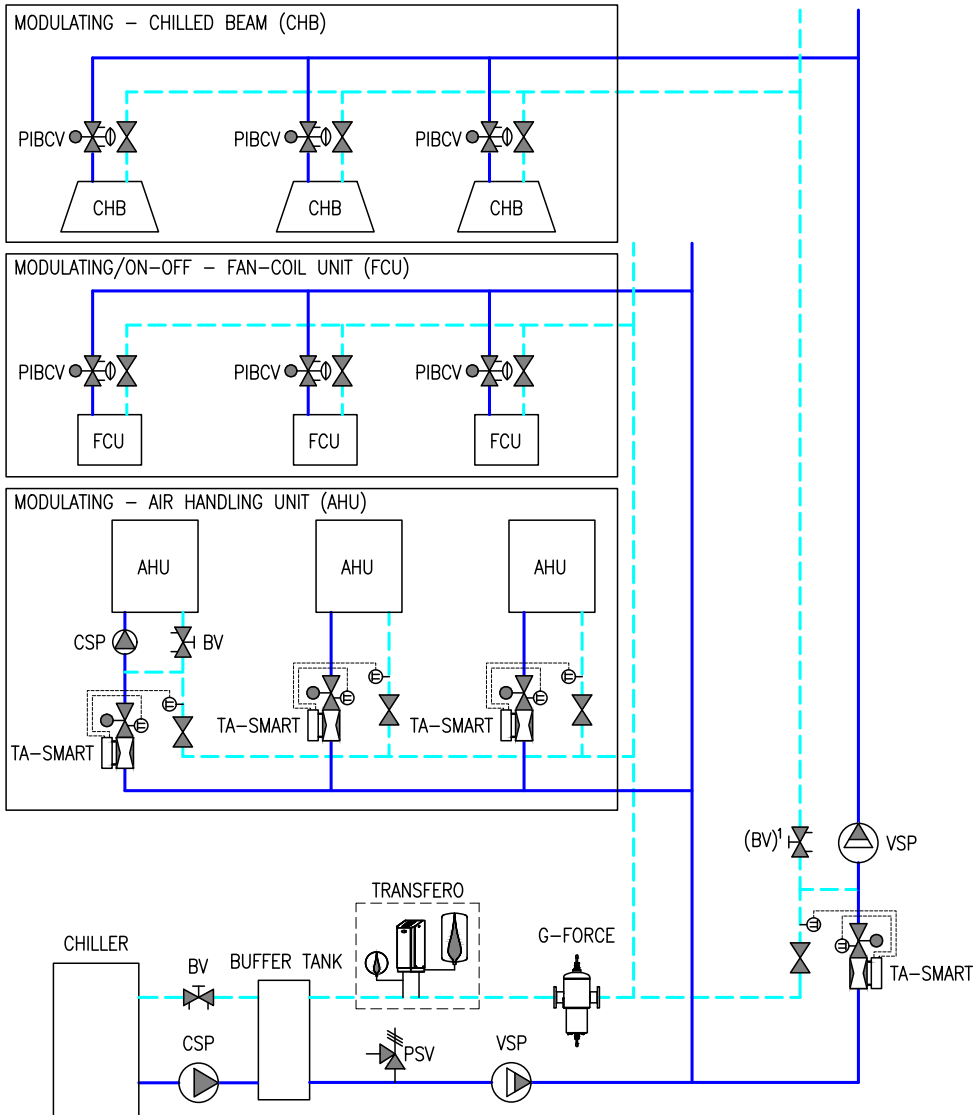 MODULATING – CHILLED BEAM (CHB)
PIBCV PIBCV PIBCV
CHB CHB CHB
MODULATING/ON–OFF – FAN–COIL UNIT (FCU)
PIBCV PIBCV PIBCV
FCU FCU FCU
MODULATING – AIR HANDLING UNIT (AHU)
AHU AHU AHU
CSP BV
TA–SMART TA–SMART TA–SMART
(BV)¹ VSP
TRANSFERO
G–FORCE
CHILLER BV BUFFER TANK
TA–SMART
CSP PSV VSP